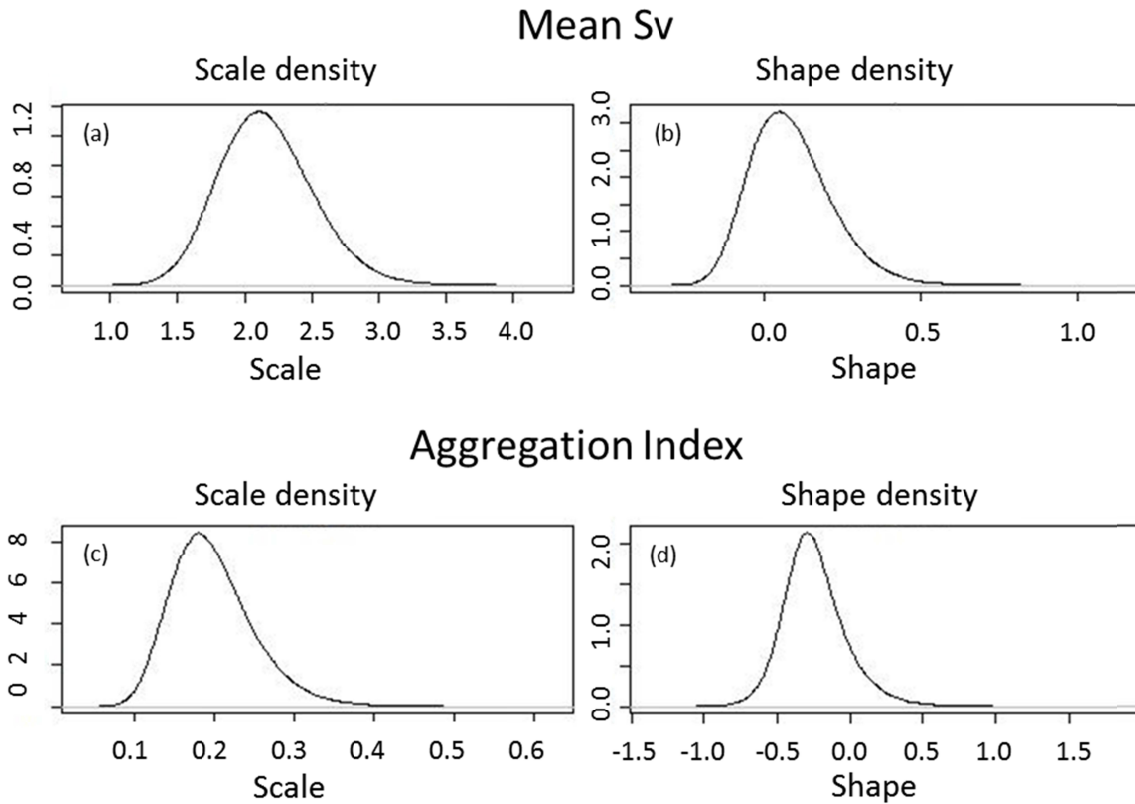 Mean Sv
Scale density
Shape density
(a)
1.2
0.8
0.4
0.0
1.0 1.5 2.0 2.5 3.0 3.5 4.0
Scale
(b)
3.0
2.0
1.0
0.0
0.0 0.5 1.0
Shape
Aggregation Index
Scale density
Shape density
(c)
8
6
4
2
0
0.1 0.2 0.3 0.4 0.5 0.6
Scale
(d)
2.0
1.0
0.0
-1.5 -1.0 -0.5 0.0 0.5 1.0 1.5
Shape